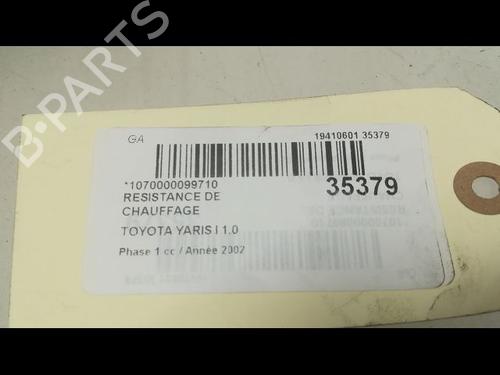 B-PARTS
GA
19410601 35379
*1070000099710
35379
RESISTANCE DE
CHAUFFAGE
TOYOTA YARIS I 1.0
Phase 1 cc / Année 2002